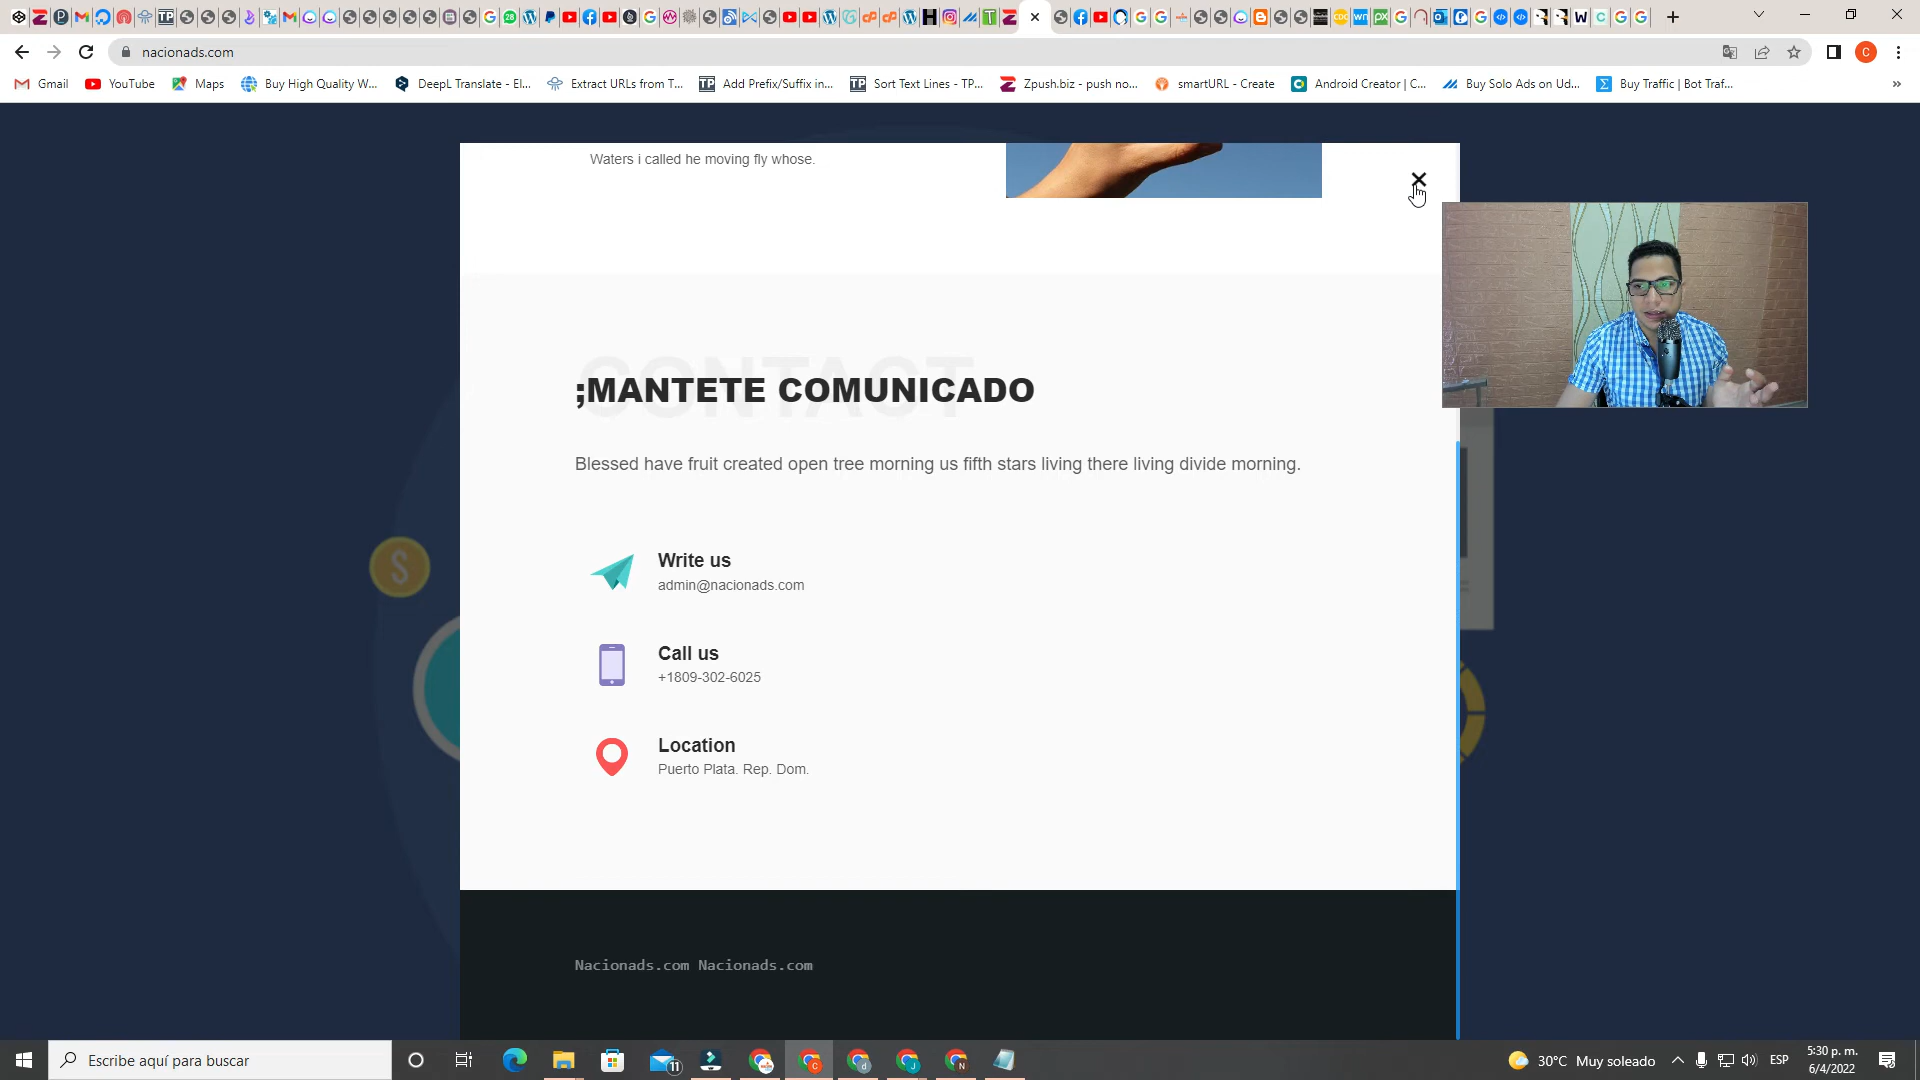 nacionads.com
Gmail
YouTube
Maps
Buy High Quality W...
DeepL Translate - El...
Extract URLs from T...
Add Prefix/Suffix in...
Sort Text Lines - TP...
Zpush.biz - push no...
smartURL - Create
Android Creator | C...
Buy Solo Ads on Ud...
Buy Traffic | Bot Traf...
Waters i called he moving fly whose.
CONTACT
;MANTETE COMUNICADO
Blessed have fruit created open tree morning us fifth stars living there living divide morning.
Write us
admin@nacionads.com
Call us
+1809-302-6025
Location
Puerto Plata. Rep. Dom.
Nacionads.com Nacionads.com
Escribe aquí para buscar
11
30°C Muy soleado
ESP
5:30 p. m.
6/4/2022